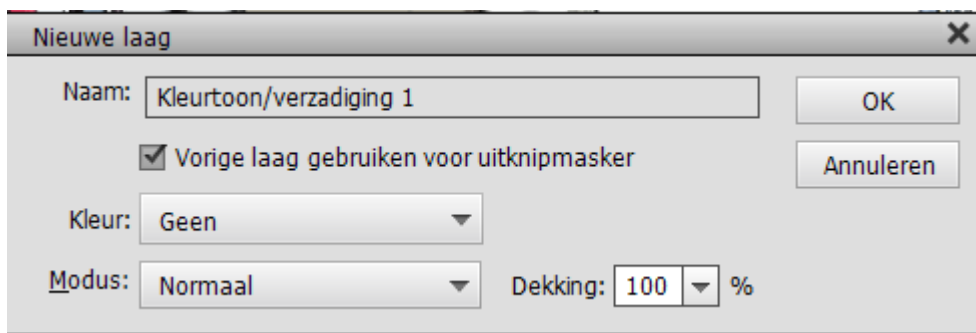 Nieuwe laag
Naam: Kleurtoon/verzadiging 1
OK
Vorige laag gebruiken voor uitknipmasker
Annuleren
Kleur: Geen
Modus: Normaal Dekking: 100 %